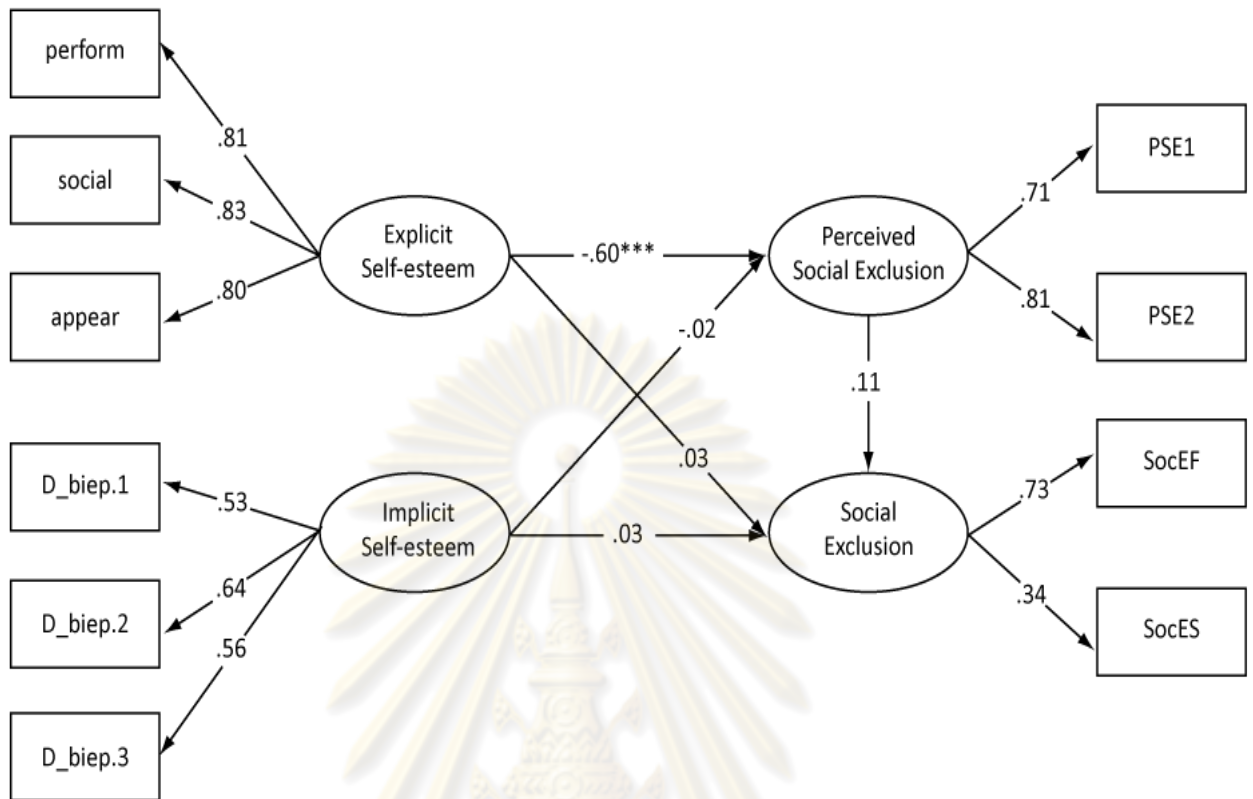 perform
social
appear
.81
.83
.80
Explicit
Self-esteem
-.60***
-.02
.03
Perceived
Social Exclusion
.71
.81
PSE1
PSE2
.11
D_biep.1
D_biep.2
D_biep.3
.53
.64
.56
Implicit
Self-esteem
.03
Social
Exclusion
.73
.34
SocEF
SocES